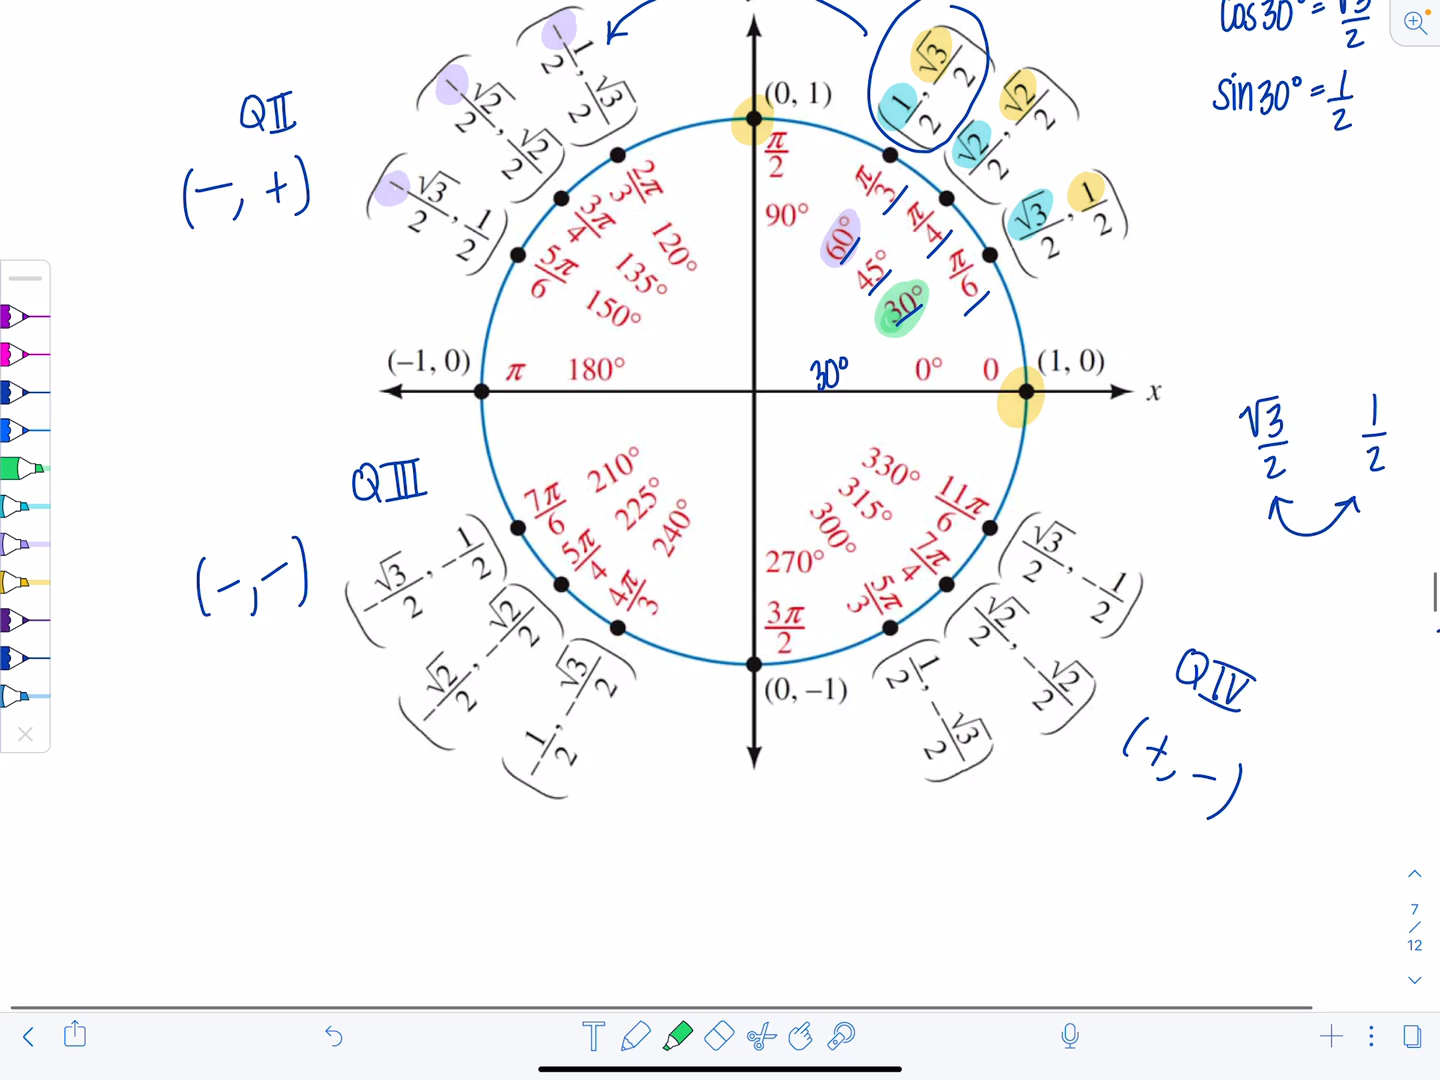 cos30° = √3/2
sin30° = 1/2
QII
(−, +)
(−1/2, √3/2)
(−√2/2, √2/2)
(−√3/2, 1/2)
(0, 1)
(1/2, √3/2)
(√2/2, √2/2)
(√3/2, 1/2)
π/2
90°
2π/3 120°
3π/4 135°
5π/6 150°
π/3 60°
π/4 45°
π/6 30°
(−1, 0)
π 180°
30°
0° 0
(1, 0)
x
√3/2 1/2
QIII
(−, −)
7π/6 210°
5π/4 225°
4π/3 240°
(−√3/2, −1/2)
(−√2/2, −√2/2)
(−1/2, −√3/2)
270°
3π/2
(0, −1)
330° 11π/6
315° 7π/4
300° 5π/3
(√3/2, −1/2)
(√2/2, −√2/2)
(1/2, −√3/2)
QIV
(+, −)
7
/
12
T